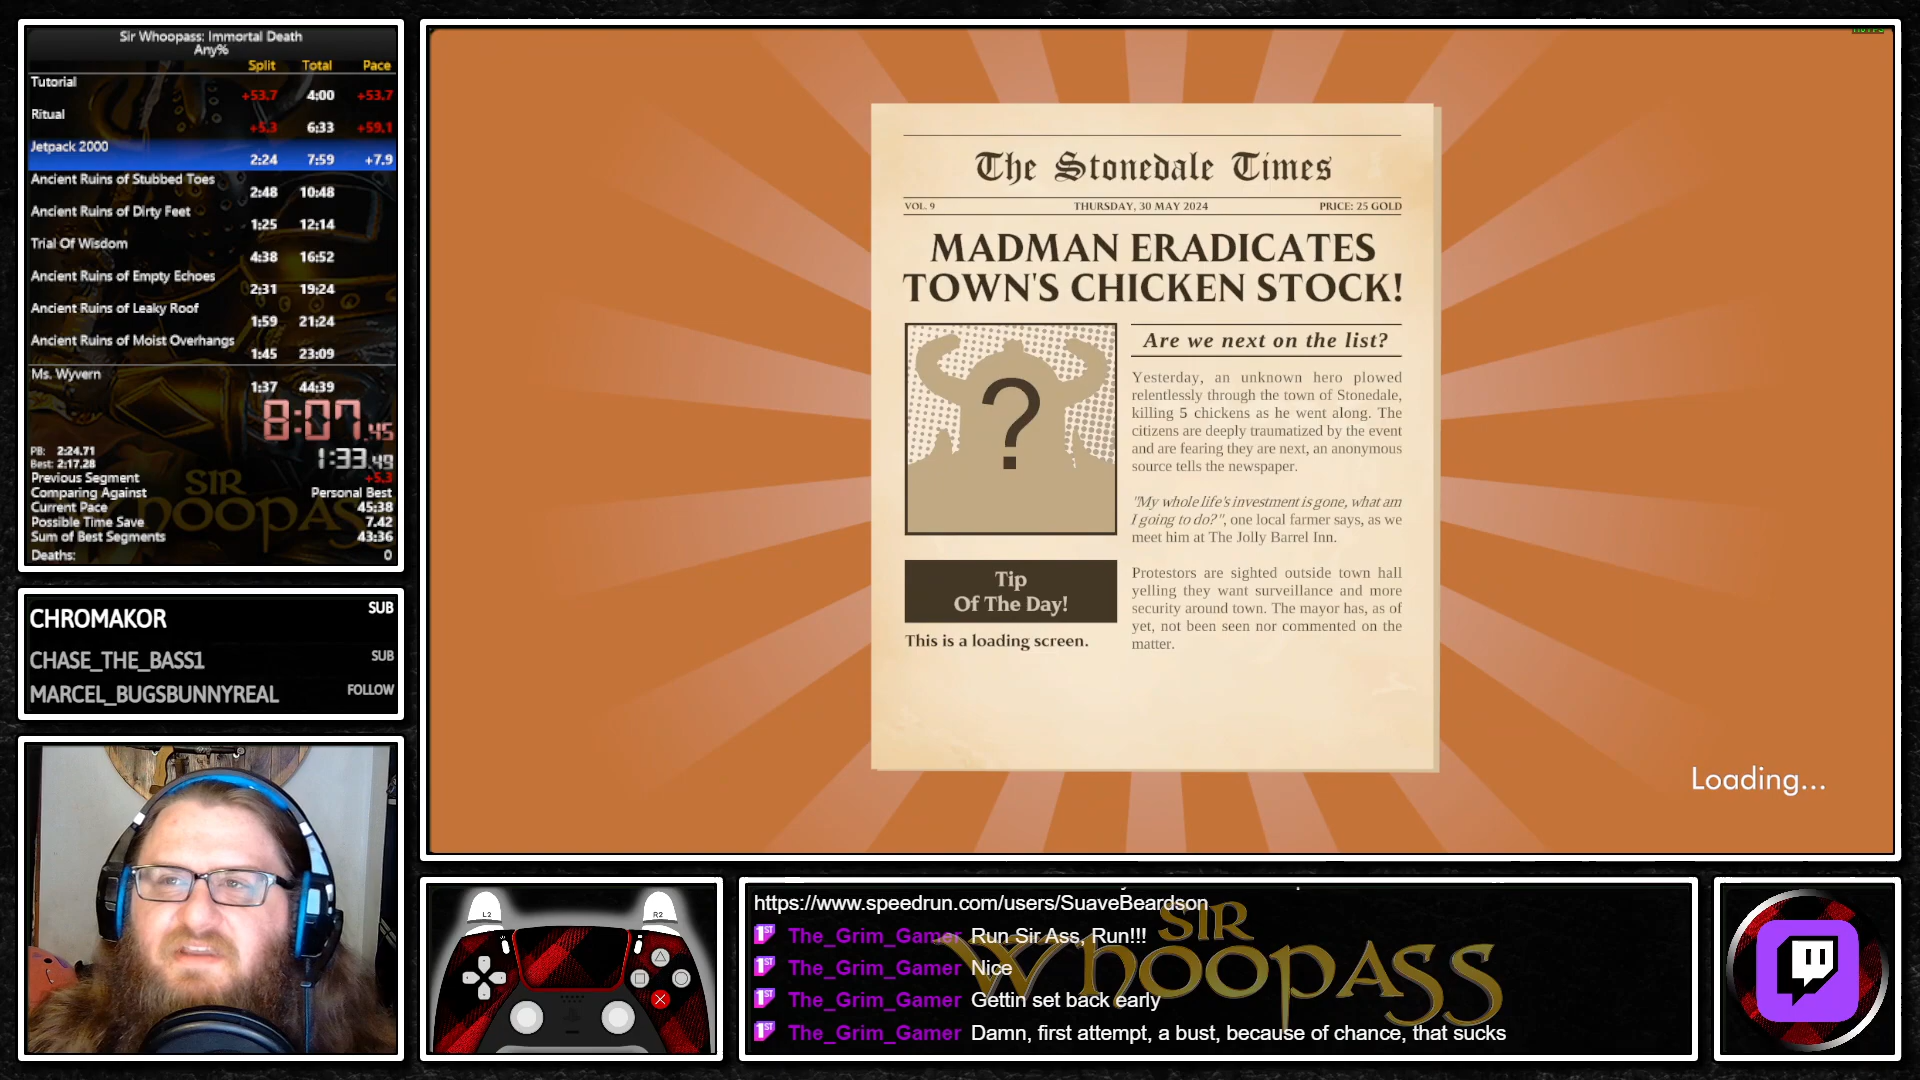 Sir Whoopass: Immortal Death
Any%
Split Total Pace
Tutorial
+53.7 4:00 +53.7
Ritual
+5.3 6:33 +59.1
Jetpack 2000
2:24 7:59 +7.9
Ancient Ruins of Stubbed Toes
2:48 10:48
Ancient Ruins of Dirty Feet
1:25 12:14
Trial Of Wisdom
4:38 16:52
Ancient Ruins of Empty Echoes
2:31 19:24
Ancient Ruins of Leaky Roof
1:59 21:24
Ancient Ruins of Moist Overhangs
1:45 23:09
Ms. Wyvern
1:37 44:39
8:07.45
PB: 2:24.71
Best: 2:17.28
1:33.49
Previous Segment +5.3
Comparing Against Personal Best
Current Pace 45:38
Possible Time Save 7.42
Sum of Best Segments 43:36
Deaths: 0
SIR
WHOOPASS
CHROMAKOR SUB
CHASE_THE_BASS1 SUB
MARCEL_BUGSBUNNYREAL FOLLOW
The Stonedale Times
VOL. 9 THURSDAY, 30 MAY 2024 PRICE: 25 GOLD
MADMAN ERADICATES
TOWN'S CHICKEN STOCK!
?
Tip
Of The Day!
This is a loading screen.
Are we next on the list?
Yesterday, an unknown hero plowed
relentlessly through the town of Stonedale,
killing 5 chickens as he went along. The
citizens are deeply traumatized by the event
and are fearing they are next, an anonymous
source tells the newspaper.
"My whole life's investment is gone, what am
I going to do?", one local farmer says, as we
meet him at The Jolly Barrel Inn.
Protestors are sighted outside town hall
yelling they want surveillance and more
security around town. The mayor has, as of
yet, not been seen nor commented on the
matter.
Loading...
L2 R2
https://www.speedrun.com/users/SuaveBeardson
1ST The_Grim_Gamer Run Sir Ass, Run!!!
1ST The_Grim_Gamer Nice
1ST The_Grim_Gamer Gettin set back early
1ST The_Grim_Gamer Damn, first attempt, a bust, because of chance, that sucks
SIR
WHOOPASS